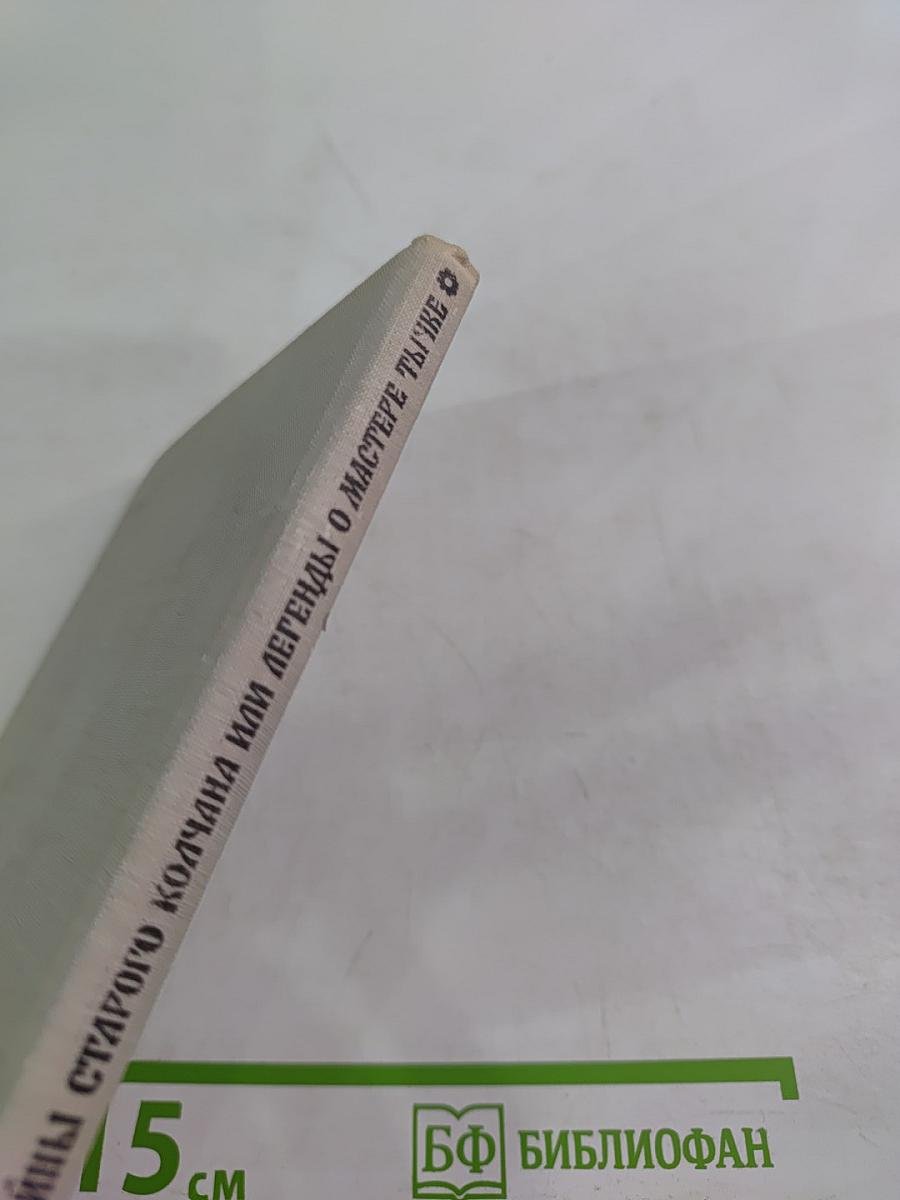 йны СТАРОГО КОЛЧАНА ИЛИ ЛЕГЕНДЫ О МАСТЕРЕ ТЫЧКЕ
15 см
БФ БИБЛИОФАН